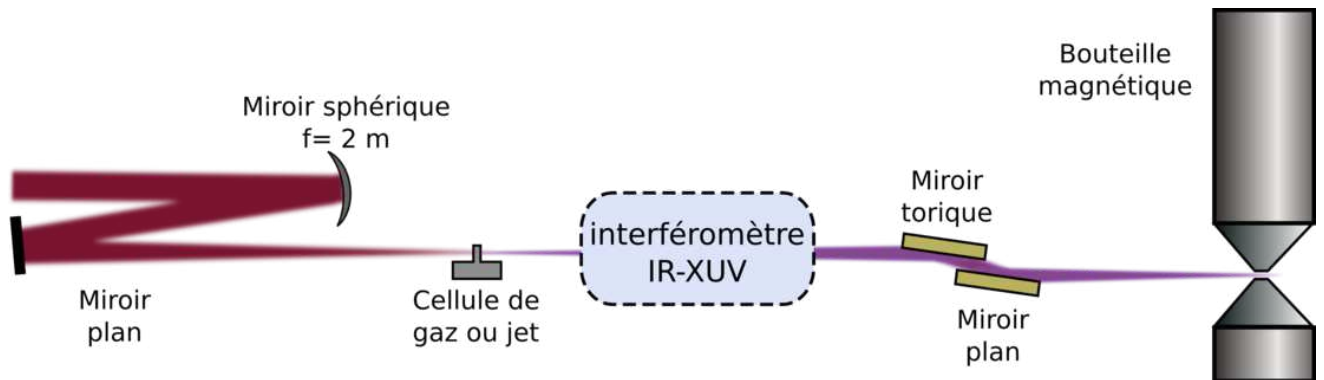 Miroir sphérique
f= 2 m
Miroir
plan
Cellule de
gaz ou jet
interféromètre
IR-XUV
Miroir
torique
Miroir
plan
Bouteille
magnétique